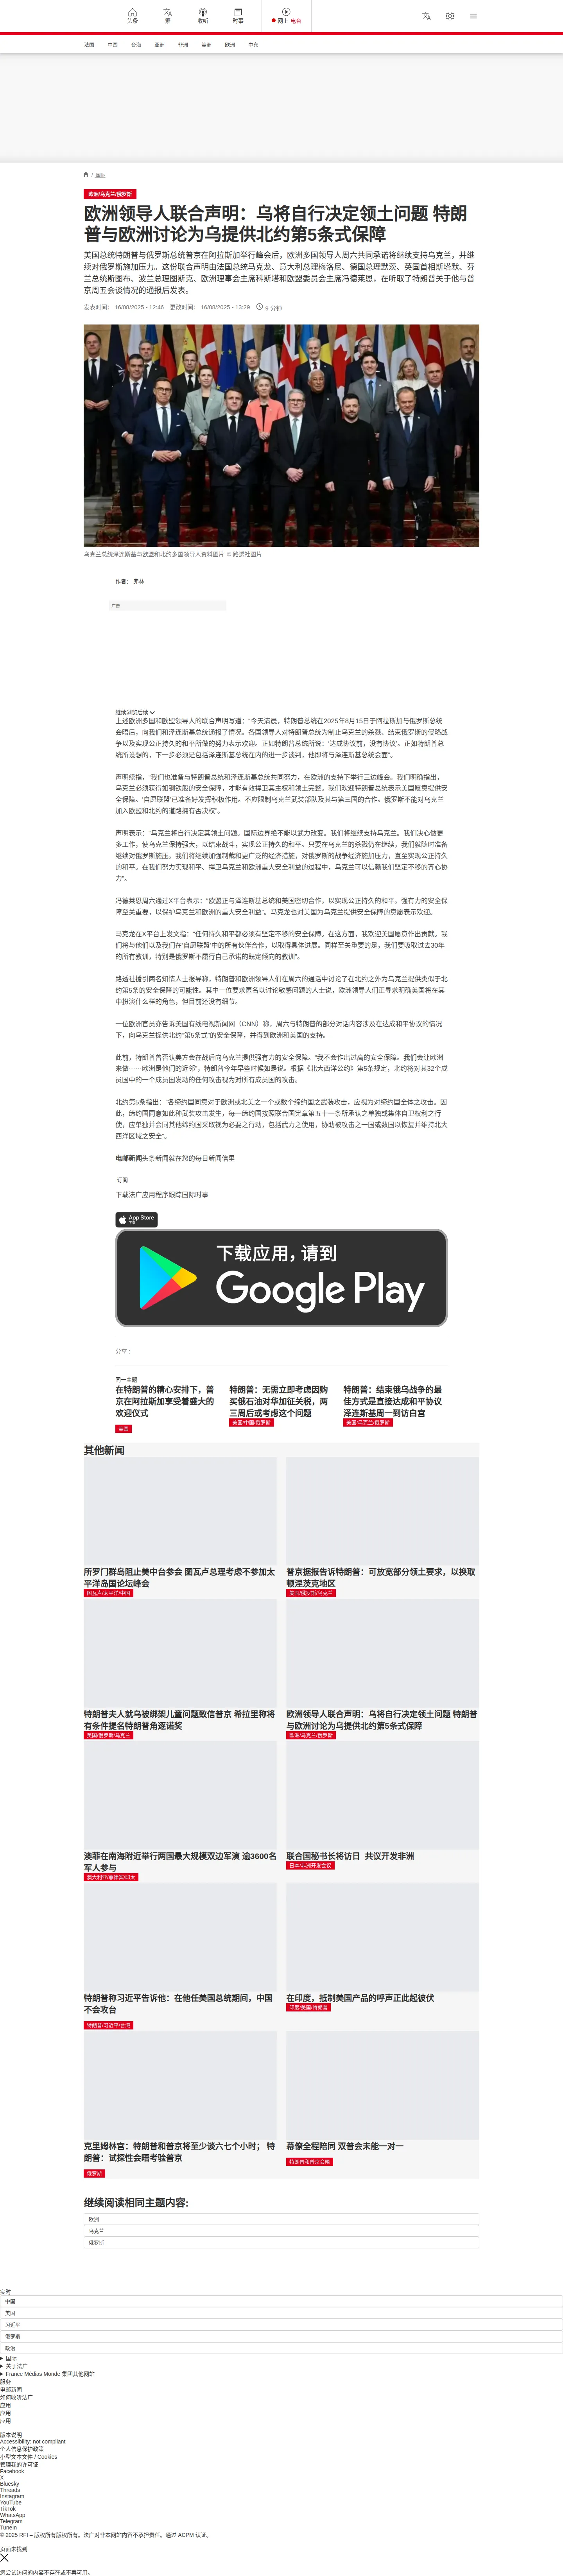 头条
繁
收听
时事
网上 电台
法国
中国
台海
亚洲
非洲
美洲
欧洲
中东
/ 国际
欧洲/乌克兰/俄罗斯
欧洲领导人联合声明：乌将自行决定领土问题 特朗
普与欧洲讨论为乌提供北约第5条式保障
美国总统特朗普与俄罗斯总统普京在阿拉斯加举行峰会后，欧洲多国领导人周六共同承诺将继续支持乌克兰，并继
续对俄罗斯施加压力。这份联合声明由法国总统马克龙、意大利总理梅洛尼、德国总理默茨、英国首相斯塔默、芬
兰总统斯图布、波兰总理图斯克、欧洲理事会主席科斯塔和欧盟委员会主席冯德莱恩，在听取了特朗普关于他与普
京周五会谈情况的通报后发表。
发表时间： 16/08/2025 - 12:46 更改时间： 16/08/2025 - 13:29 9 分钟
乌克兰总统泽连斯基与欧盟和北约多国领导人资料图片 © 路透社图片
作者： 弗林
广告
继续浏览后续
上述欧洲多国和欧盟领导人的联合声明写道：“今天清晨，特朗普总统在2025年8月15日于阿拉斯加与俄罗斯总统
会晤后，向我们和泽连斯基总统通报了情况。各国领导人对特朗普总统为制止乌克兰的杀戮、结束俄罗斯的侵略战
争以及实现公正持久的和平所做的努力表示欢迎。正如特朗普总统所说：‘达成协议前，没有协议’。正如特朗普总
统所设想的，下一步必须是包括泽连斯基总统在内的进一步谈判，他即将与泽连斯基总统会面”。
声明续指，“我们也准备与特朗普总统和泽连斯基总统共同努力，在欧洲的支持下举行三边峰会。我们明确指出，
乌克兰必须获得如钢铁般的安全保障，才能有效捍卫其主权和领土完整。我们欢迎特朗普总统表示美国愿意提供安
全保障。‘自愿联盟’已准备好发挥积极作用。不应限制乌克兰武装部队及其与第三国的合作。俄罗斯不能对乌克兰
加入欧盟和北约的道路拥有否决权”。
声明表示：“乌克兰将自行决定其领土问题。国际边界绝不能以武力改变。我们将继续支持乌克兰。我们决心做更
多工作，使乌克兰保持强大，以结束战斗，实现公正持久的和平。只要在乌克兰的杀戮仍在继续，我们就随时准备
继续对俄罗斯施压。我们将继续加强制裁和更广泛的经济措施，对俄罗斯的战争经济施加压力，直至实现公正持久
的和平。在我们努力实现和平、捍卫乌克兰和欧洲重大安全利益的过程中，乌克兰可以信赖我们坚定不移的齐心协
力”。
冯德莱恩周六通过X平台表示：“欧盟正与泽连斯基总统和美国密切合作，以实现公正持久的和平。强有力的安全保
障至关重要，以保护乌克兰和欧洲的重大安全利益”。马克龙也对美国为乌克兰提供安全保障的意愿表示欢迎。
马克龙在X平台上发文指：“任何持久和平都必须有坚定不移的安全保障。在这方面，我欢迎美国愿意作出贡献。我
们将与他们以及我们在‘自愿联盟’中的所有伙伴合作，以取得具体进展。同样至关重要的是，我们要吸取过去30年
的所有教训，特别是俄罗斯不履行自己承诺的既定倾向的教训”。
路透社援引两名知情人士报导称，特朗普和欧洲领导人们在周六的通话中讨论了在北约之外为乌克兰提供类似于北
约第5条的安全保障的可能性。其中一位要求匿名以讨论敏感问题的人士说，欧洲领导人们正寻求明确美国将在其
中扮演什么样的角色，但目前还没有细节。
一位欧洲官员亦告诉美国有线电视新闻网（CNN）称，周六与特朗普的部分对话内容涉及在达成和平协议的情况
下，向乌克兰提供北约“第5条式”的安全保障，并得到欧洲和美国的支持。
此前，特朗普曾否认美方会在战后向乌克兰提供强有力的安全保障。“我不会作出过高的安全保障。我们会让欧洲
来做⋯⋯欧洲是他们的近邻”，特朗普今年早些时候如是说。根据《北大西洋公约》第5条规定，北约将对其32个成
员国中的一个成员国发动的任何攻击视为对所有成员国的攻击。
北约第5条指出：“各缔约国同意对于欧洲或北美之一个或数个缔约国之武装攻击，应视为对缔约国全体之攻击。因
此，缔约国同意如此种武装攻击发生，每一缔约国按照联合国宪章第五十一条所承认之单独或集体自卫权利之行
使，应单独并会同其他缔约国采取视为必要之行动，包括武力之使用，协助被攻击之一国或数国以恢复并维持北大
西洋区域之安全”。
电邮新闻头条新闻就在您的每日新闻信里
订阅
下载法广应用程序跟踪国际时事
App Store
下载
下载应用，请到
Google Play
分享 :
同一主题
在特朗普的精心安排下，普
京在阿拉斯加享受着盛大的
欢迎仪式
美国
特朗普：无需立即考虑因购
买俄石油对华加征关税，两
三周后或考虑这个问题
美国/中国/俄罗斯
特朗普：结束俄乌战争的最
佳方式是直接达成和平协议
泽连斯基周一到访白宫
美国/乌克兰/俄罗斯
其他新闻
所罗门群岛阻止美中台参会 图瓦卢总理考虑不参加太
平洋岛国论坛峰会
图瓦卢/太平洋/中国
普京据报告诉特朗普：可放宽部分领土要求，以换取
顿涅茨克地区
美国/俄罗斯/乌克兰
特朗普夫人就乌被绑架儿童问题致信普京 希拉里称将
有条件提名特朗普角逐诺奖
美国/俄罗斯/乌克兰
欧洲领导人联合声明：乌将自行决定领土问题 特朗普
与欧洲讨论为乌提供北约第5条式保障
欧洲/乌克兰/俄罗斯
澳菲在南海附近举行两国最大规模双边军演 逾3600名
军人参与
澳大利亚/菲律宾/印太
联合国秘书长将访日 共议开发非洲
日本/非洲开发会议
特朗普称习近平告诉他：在他任美国总统期间，中国
不会攻台
特朗普/习近平/台湾
在印度，抵制美国产品的呼声正此起彼伏
印度/美国/特朗普
克里姆林宫：特朗普和普京将至少谈六七个小时； 特
朗普：试探性会晤考验普京
俄罗斯
幕僚全程陪同 双普会未能一对一
特朗普和普京会晤
继续阅读相同主题内容:
欧洲
乌克兰
俄罗斯
实时
中国
美国
习近平
俄罗斯
政治
国际
关于法广
France Médias Monde 集团其他网站
服务
电邮新闻
如何收听法广
应用
应用
应用
版本说明
Accessibility: not compliant
个人信息保护政策
小型文本文件 / Cookies
管理我的许可证
Facebook
X
Bluesky
Threads
Instagram
YouTube
TikTok
WhatsApp
Telegram
TuneIn
© 2025 RFI – 版权所有版权所有。法广对非本网站内容不承担责任。通过 ACPM 认证。
页面未找到
您尝试访问的内容不存在或不再可用。